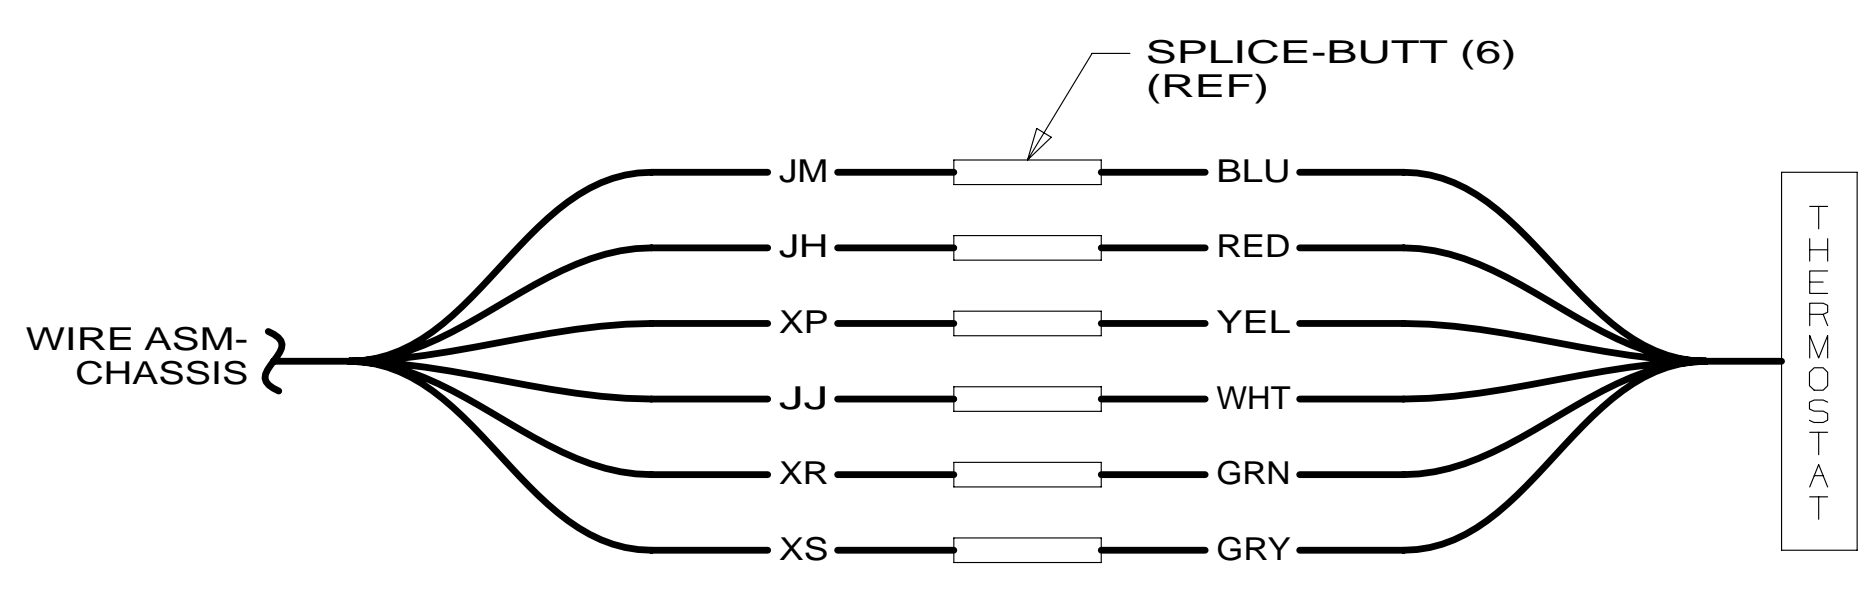 SPLICE-BUTT (6)
(REF)
JM BLU
JH RED
XP YEL
WIRE ASM-
CHASSIS
JJ WHT
XR GRN
XS GRY
THERMOSTAT